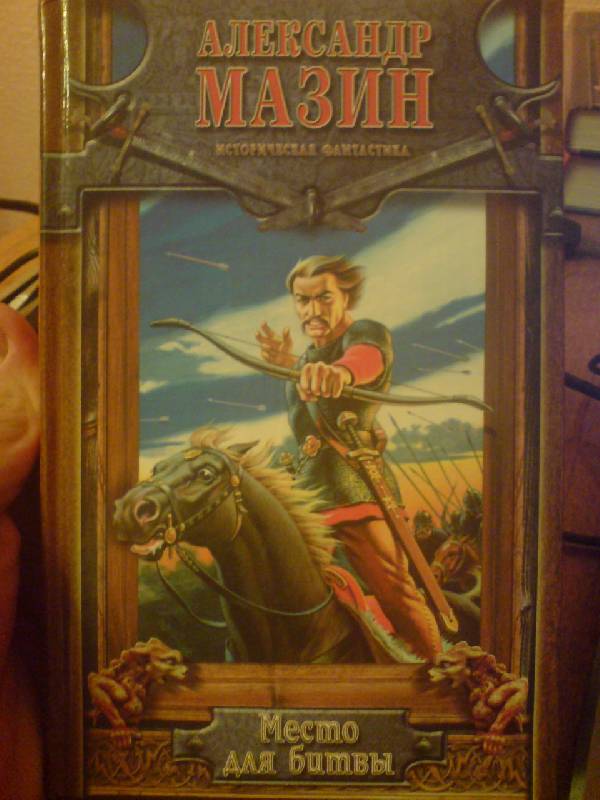 АЛЕКСАНДР
МАЗИН
ИСТОРИЧЕСКАЯ ФАНТАСТИКА
Место
для битвы